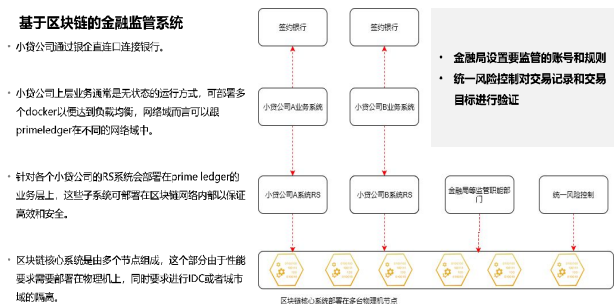 基于区块链的金融监管系统
• 小贷公司通过银企直连口连接银行。
• 小贷公司上层业务通常是无状态的运行方式，可部署多
个docker以便达到负载均衡，网络域而言可以跟
primeledger在不同的网络域中。
• 针对各个小贷公司的RS系统会部署在prime ledger的
业务层上，这些子系统可部署在区块链网络内部以保证
高效和安全。
• 区块链核心系统是由多个节点组成，这个部分由于性能
要求需要部署在物理机上，同时要求进行IDC或者城市
域的隔离。
签约银行
签约银行
小贷公司A业务系统
小贷公司B业务系统
小贷公司A系统RS
小贷公司B系统RS
金融局等监管职能部
门
统一风险控制
区块链核心系统部署在多台物理机节点
• 金融局设置要监管的账号和规则
• 统一风险控制对交易记录和交易
目标进行验证